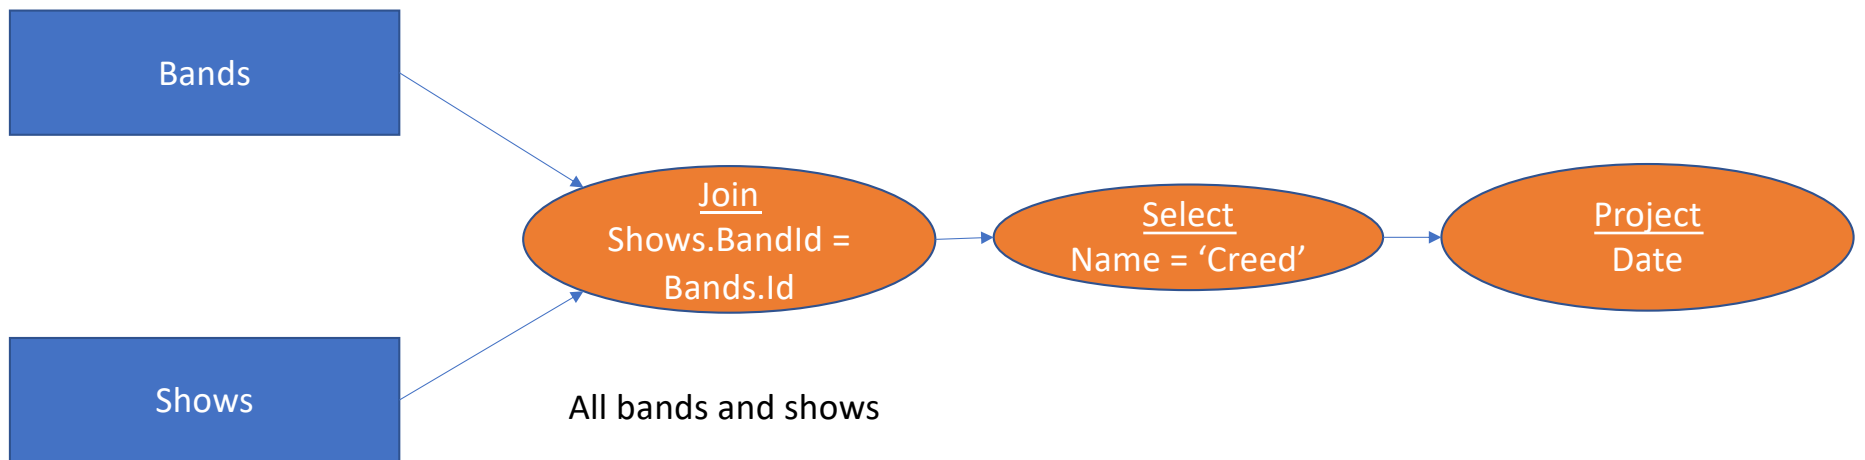 Bands
Join
Shows.BandId =
Bands.Id
Select
Name = ‘Creed’
Project
Date
Shows
All bands and shows